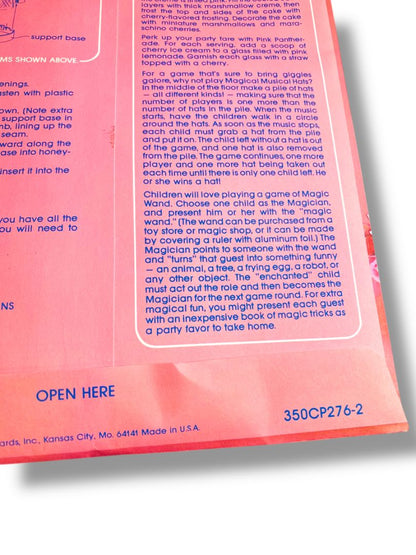 support base
MS SHOWN ABOVE.
enings.
asten with plastic
own, (Note extra
support base in
mb, lining up the
seam.
ward along the
ase into honey-
insert it into the
you have all the
ou will need to
NS
layers with thick marshmallow creme, then
frost the top and sides of the cake with
cherry-flavored frosting. Decorate the cake
with miniature marshmallows and mara-
schino cherries.
Perk up your party fare with Pink Panther-
ade. For each serving, add a scoop of
cherry ice cream to a glass filled with pink
lemonade. Garnish each glass with a straw
topped with a cherry.
For a game that's sure to bring giggles
galore, why not play Magical Musical Hats?
In the middle of the floor make a pile of hats
— all different kinds! — making sure that the
number of players is one more than the
number of hats in the pile. When the music
starts, have the children walk in a circle
around the hats. As soon as the music stops,
each child must grab a hat from the pile
and put it on. The child left without a hat is out
of the game, and one hat is also removed
from the pile. The game continues, one more
player and one more hat being taken out
each time until there is only one child left. He
or she wins a hat!
Children will love playing a game of Magic
Wand. Choose one child as the Magician,
and present him or her with the "magic
wand." (The wand can be purchased from a
toy store or magic shop, or it can be made
by covering a ruler with aluminum foil.) The
Magician points to someone with the wand
and "turns" that guest into something funny
— an animal, a tree, a frying egg, a robot, or
any other object. The "enchanted" child
must act out the role and then becomes the
Magician for the next game round. For extra
magical fun, you might present each guest
with an inexpensive book of magic tricks as
a party favor to take home.
OPEN HERE
350CP276-2
ards, Inc., Kansas City, Mo. 64141 Made in U.S.A.